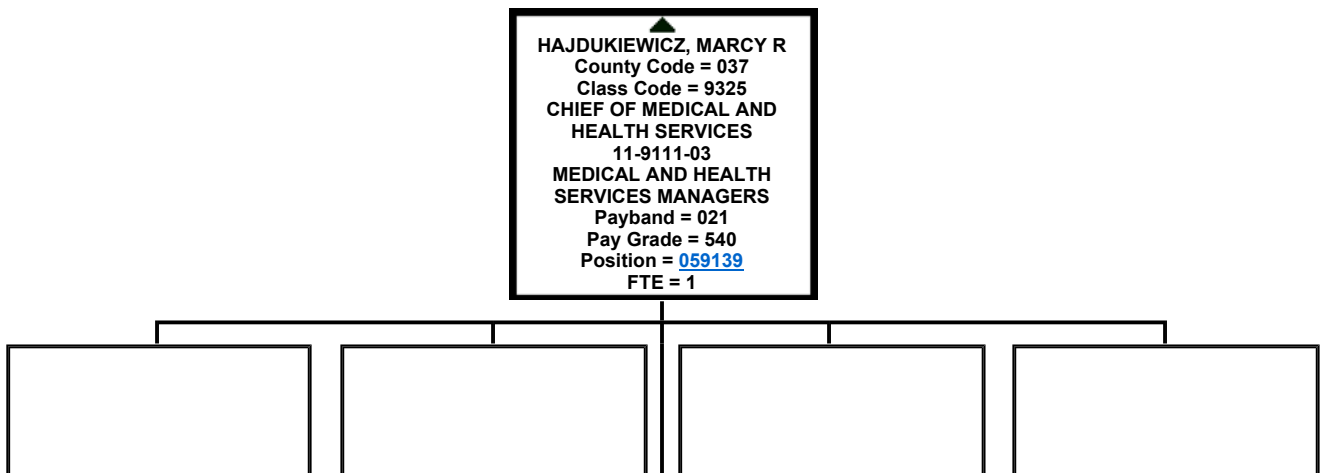 HAJDUKIEWICZ, MARCY R
County Code = 037
Class Code = 9325
CHIEF OF MEDICAL AND
HEALTH SERVICES
11-9111-03
MEDICAL AND HEALTH
SERVICES MANAGERS
Payband = 021
Pay Grade = 540
Position = 059139
FTE = 1